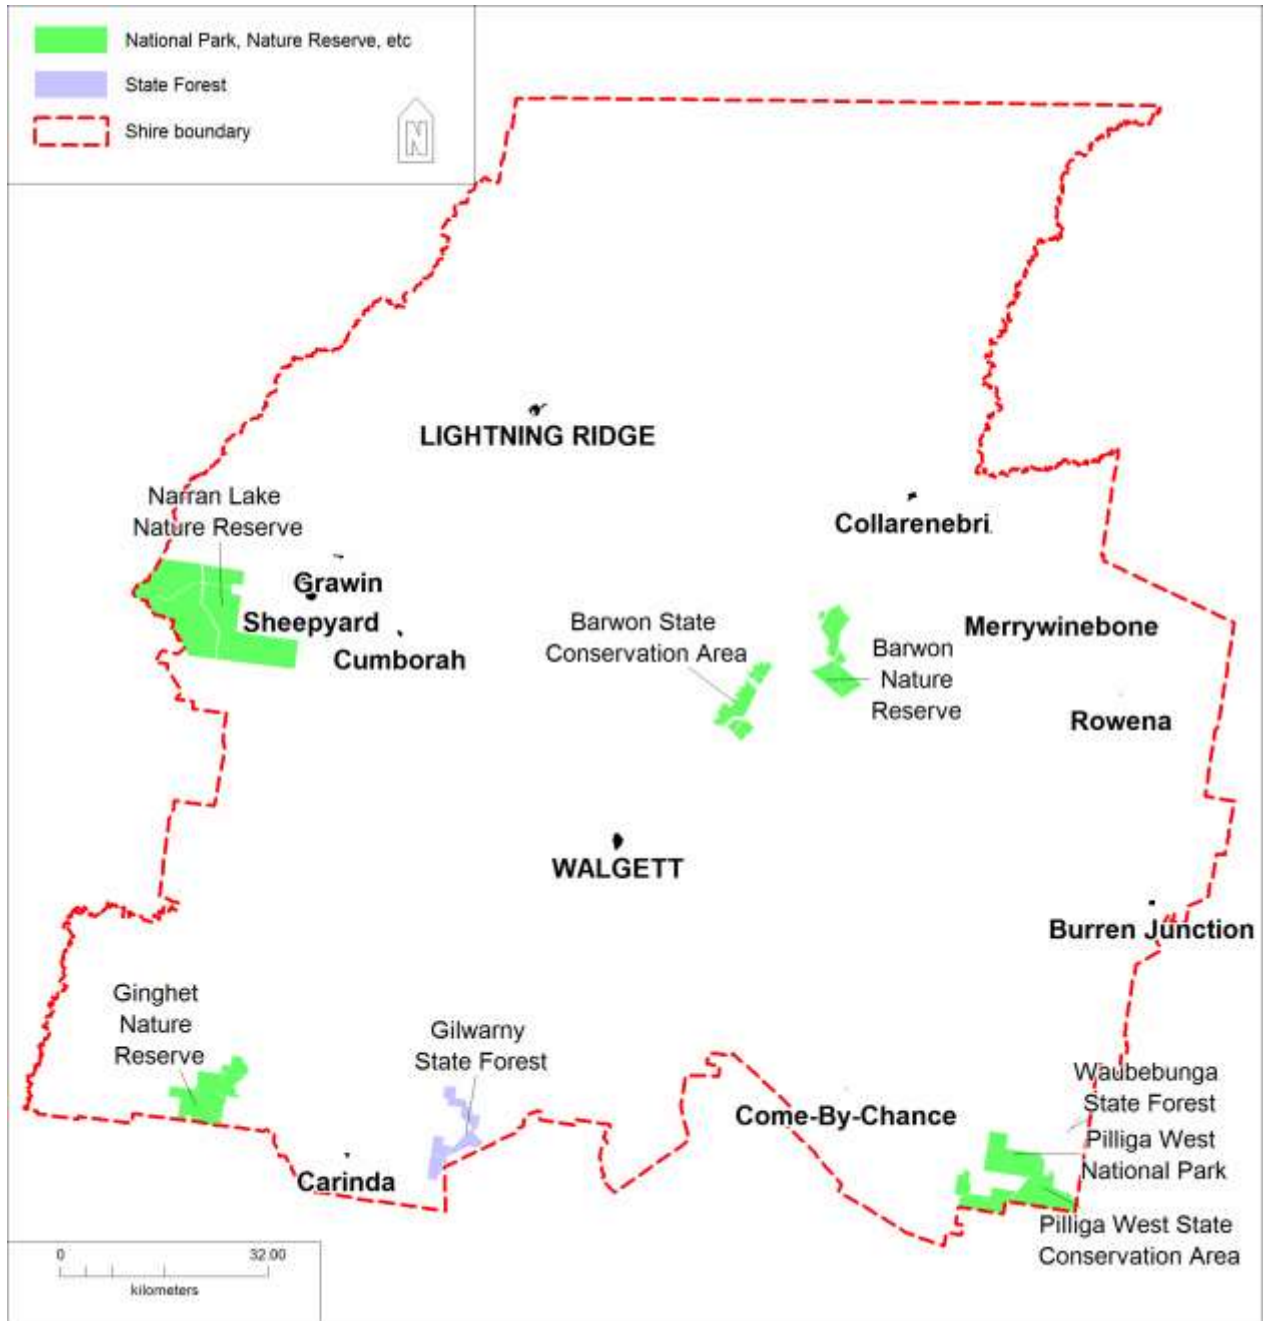 National Park, Nature Reserve, etc
State Forest
Shire boundary
N
LIGHTNING RIDGE
Narran Lake
Nature Reserve
Collarenebri
Grawin
Sheepyard
Cumborah
Barwon State
Conservation Area
Merrywinebone
Barwon
Nature
Reserve
Rowena
WALGETT
Burren Junction
Ginghet
Nature
Reserve
Gilwarny
State Forest
Waubebunga
State Forest
Come-By-Chance
Pilliga West
National Park
Carinda
Pilliga West State
Conservation Area
0 32.00
kilometers